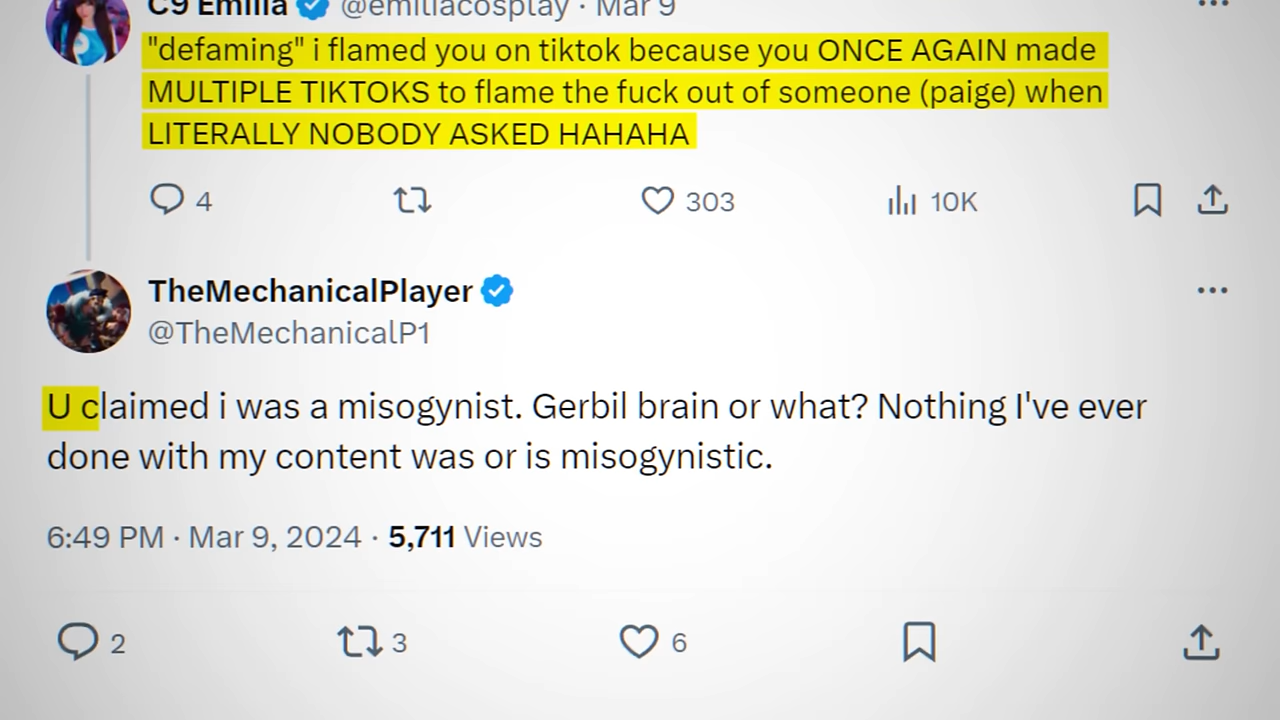 C9 Emilia @emiliacosplay · Mar 9
"defaming" i flamed you on tiktok because you ONCE AGAIN made
MULTIPLE TIKTOKS to flame the fuck out of someone (paige) when
LITERALLY NOBODY ASKED HAHAHA
4 303 10K
TheMechanicalPlayer
@TheMechanicalP1
U claimed i was a misogynist. Gerbil brain or what? Nothing I've ever
done with my content was or is misogynistic.
6:49 PM · Mar 9, 2024 · 5,711 Views
2 3 6